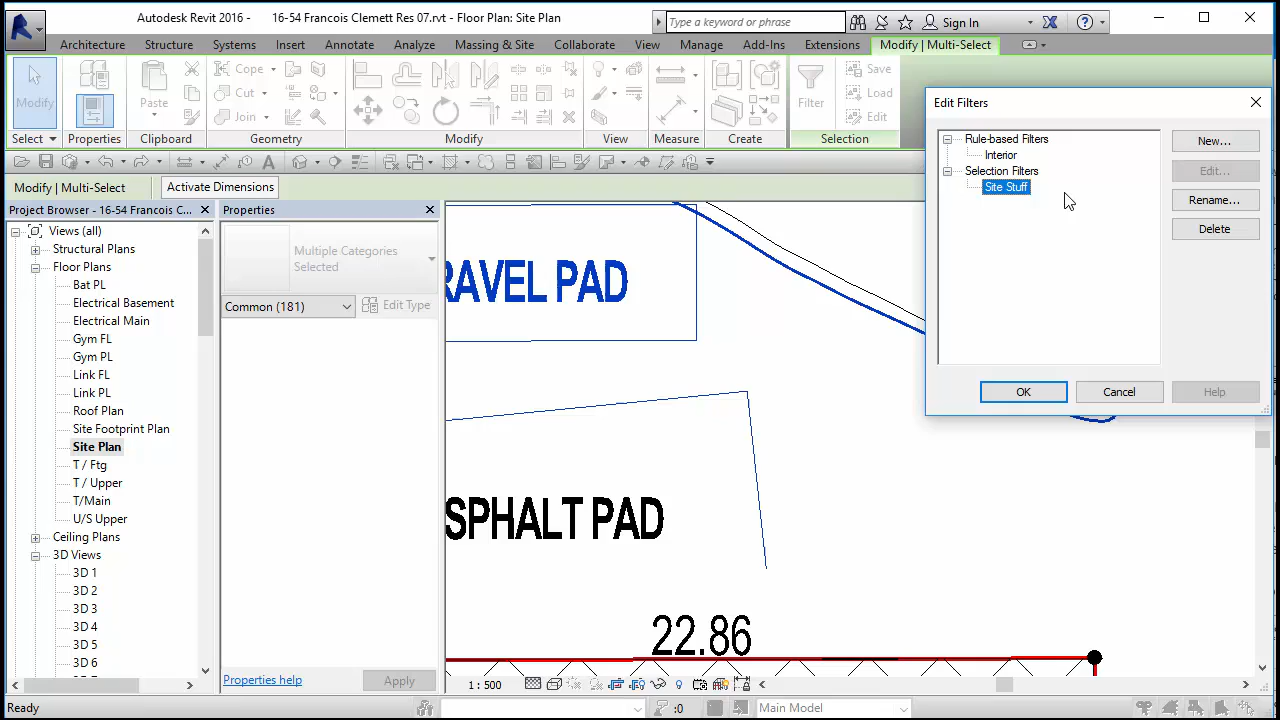 Autodesk Revit 2016 - 16-54 Francois Clemett Res 07.rvt - Floor Plan: Site Plan
Type a keyword or phrase
Sign In
Architecture Structure Systems Insert Annotate Analyze Massing & Site Collaborate View Manage Add-Ins Extensions Modify | Multi-Select
Modify
Paste
Cope
Cut
Join
Filter
Save
Load
Edit
Select Properties Clipboard Geometry Modify View Measure Create Selection
Modify | Multi-Select
Activate Dimensions
Project Browser - 16-54 Francois C...
Views (all)
Structural Plans
Floor Plans
Bat PL
Electrical Basement
Electrical Main
Gym FL
Gym PL
Link FL
Link PL
Roof Plan
Site Footprint Plan
Site Plan
T / Ftg
T / Upper
T/Main
U/S Upper
Ceiling Plans
3D Views
3D 1
3D 2
3D 3
3D 4
3D 5
3D 6
Properties
Multiple Categories
Selected
Common (181)
Edit Type
Properties help
Apply
RAVEL PAD
SPHALT PAD
22.86
Edit Filters
Rule-based Filters
Interior
Selection Filters
Site Stuff
New...
Edit...
Rename...
Delete
OK
Cancel
Help
1 : 500
Ready
:0
Main Model